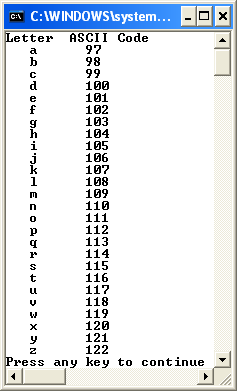 C:\WINDOWS\system...
Letter  ASCII Code
a 97
b 98
c 99
d 100
e 101
f 102
g 103
h 104
i 105
j 106
k 107
l 108
m 109
n 110
o 111
p 112
q 113
r 114
s 115
t 116
u 117
v 118
w 119
x 120
y 121
z 122
Press any key to continue